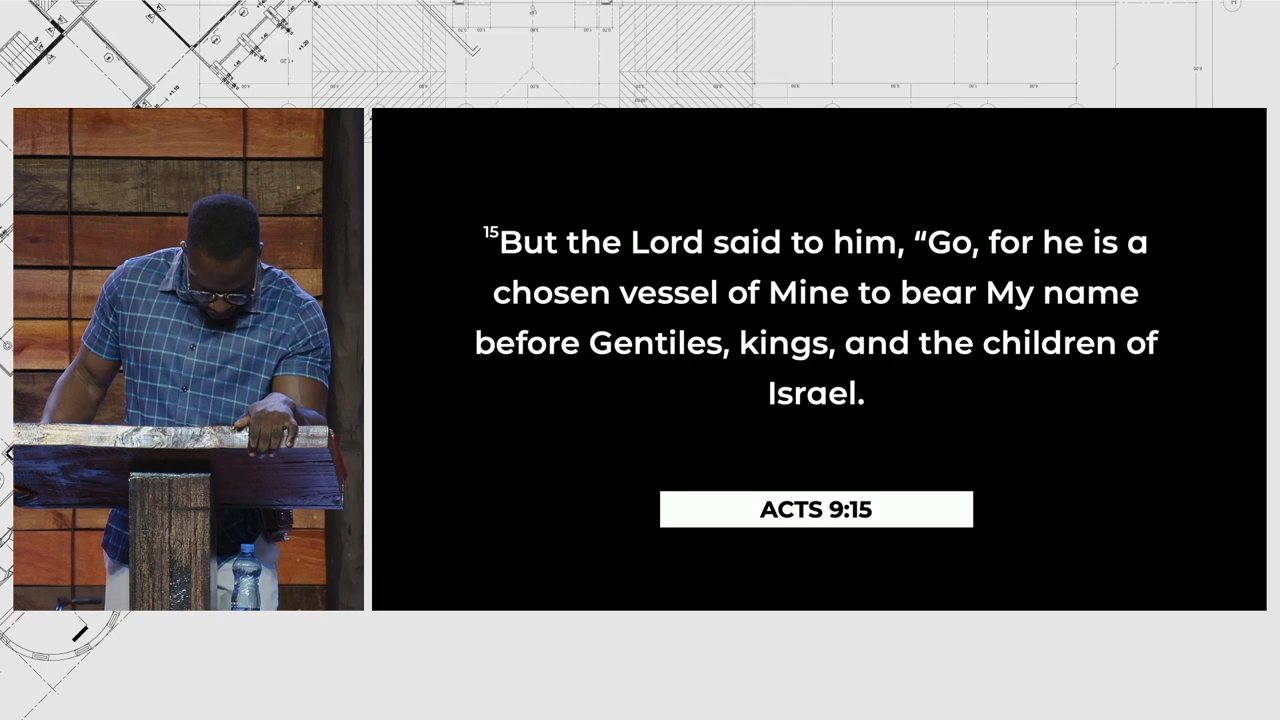 ¹⁵But the Lord said to him, “Go, for he is a
chosen vessel of Mine to bear My name
before Gentiles, kings, and the children of
Israel.
ACTS 9:15